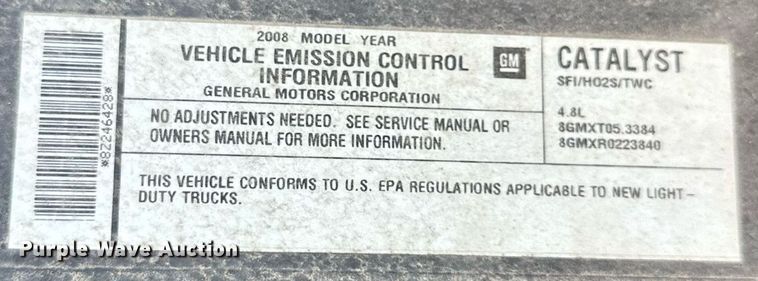 *82246428*
2008 MODEL YEAR
VEHICLE EMISSION CONTROL
INFORMATION
GENERAL MOTORS CORPORATION
GM
CATALYST
SFI/HO2S/TWC
NO ADJUSTMENTS NEEDED. SEE SERVICE MANUAL OR
OWNERS MANUAL FOR MORE INFORMATION.
4.8L
8GMXT05.3384
8GMXR0223840
THIS VEHICLE CONFORMS TO U.S. EPA REGULATIONS APPLICABLE TO NEW LIGHT-
DUTY TRUCKS.
Purple Wave Auction